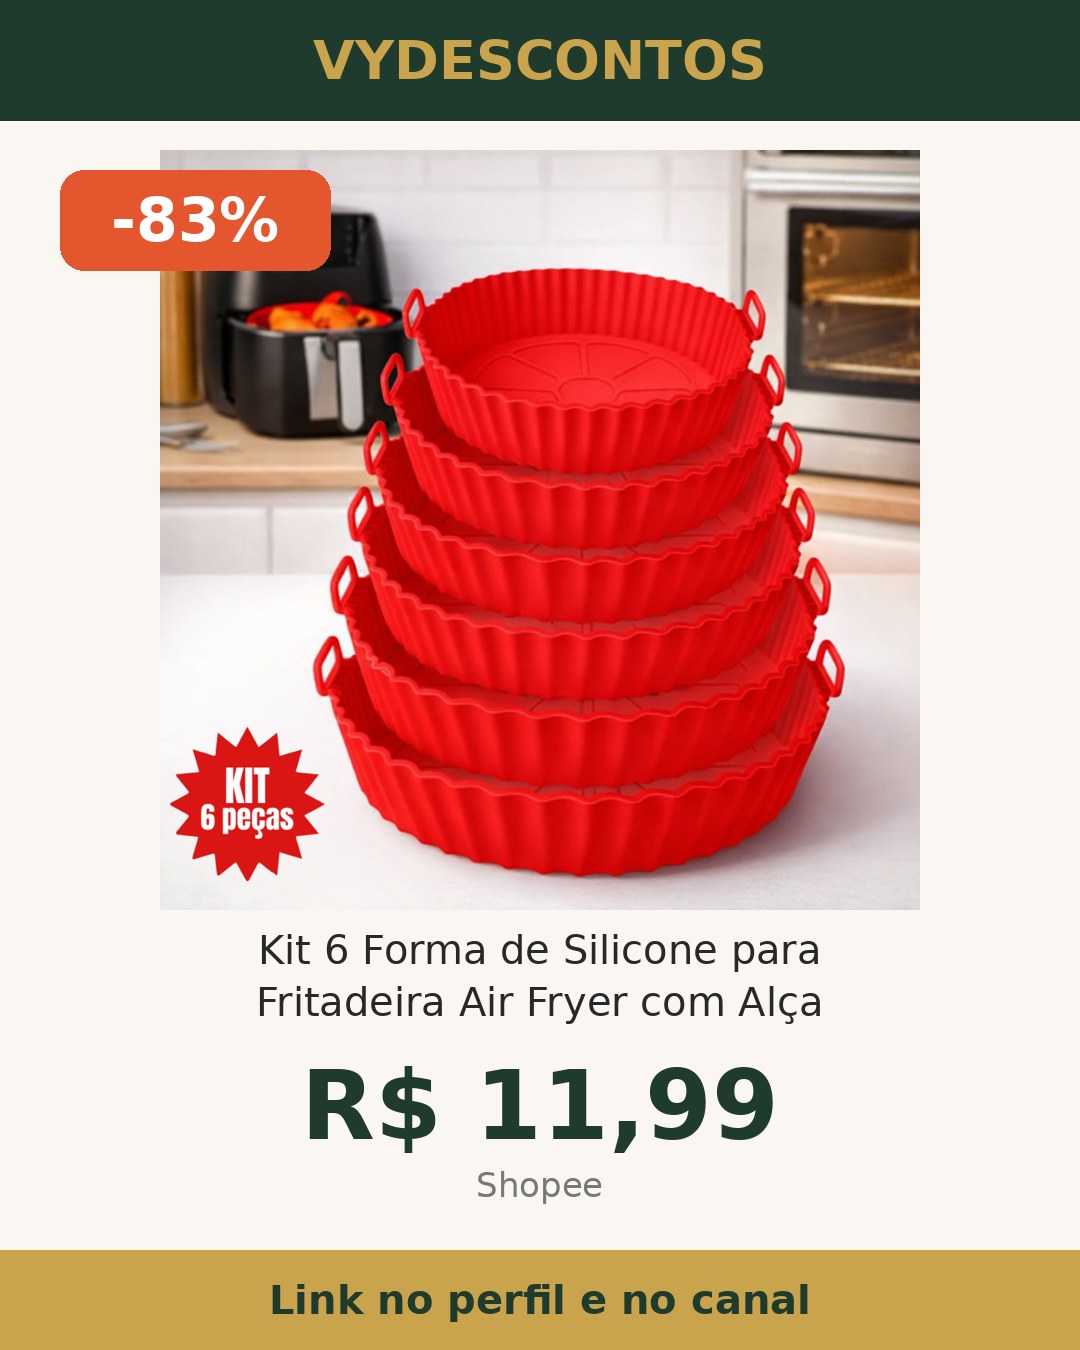 VYDESCONTOS
-83%
KIT
6 peças
Kit 6 Forma de Silicone para
Fritadeira Air Fryer com Alça
R$ 11,99
Shopee
Link no perfil e no canal